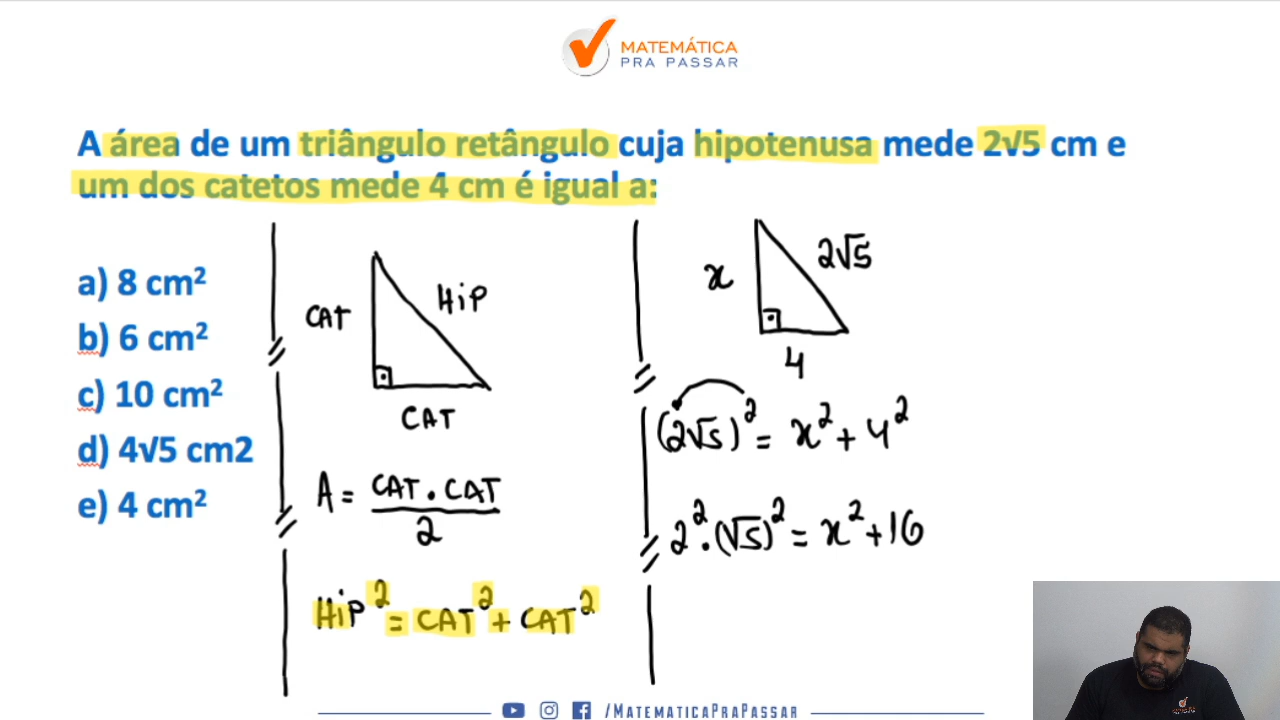 MATEMÁTICA
PRA PASSAR
A área de um triângulo retângulo cuja hipotenusa mede 2√5 cm e
um dos catetos mede 4 cm é igual a:
a) 8 cm²
b) 6 cm²
c) 10 cm²
d) 4√5 cm2
e) 4 cm²
CAT
HiP
CAT
A = CAT . CAT / 2
HiP² = CAT² + CAT²
x
2√5
4
(2√5)² = x² + 4²
2² . (√5)² = x² + 16
/MATEMATICAPRAPASSAR